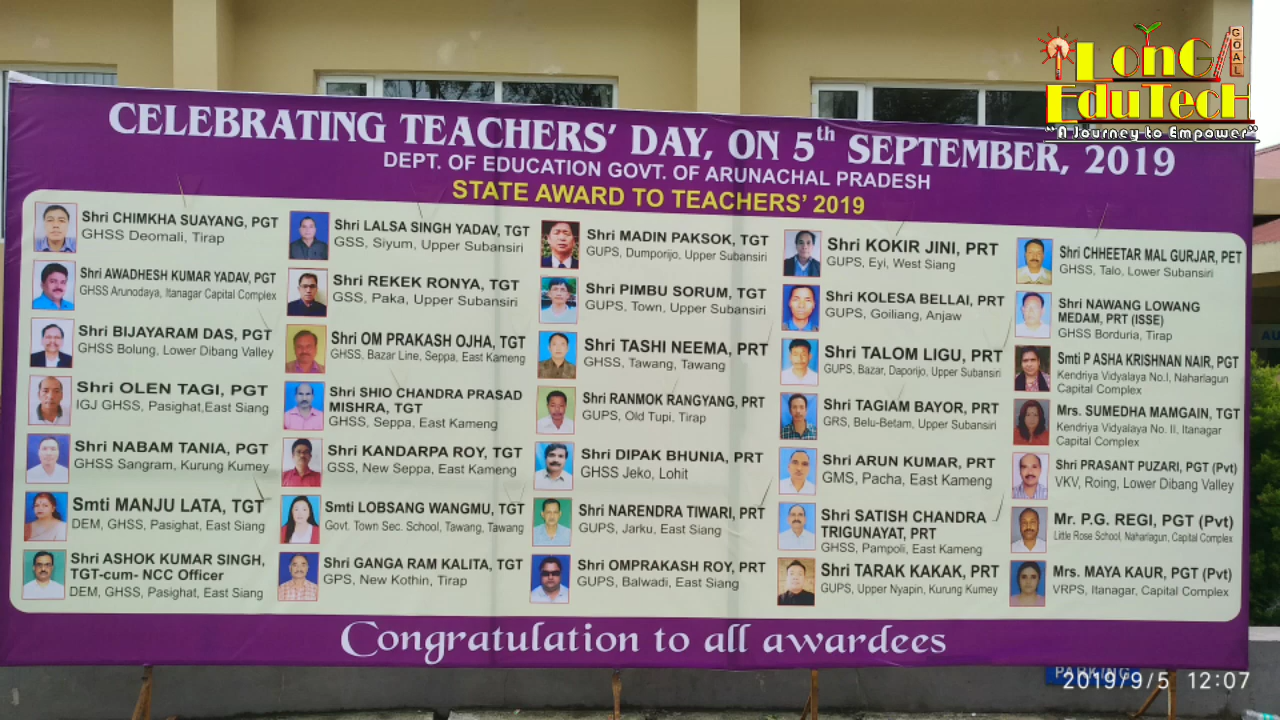 LonG GOAL
EduTecH
"A Journey to Empower"
CELEBRATING TEACHERS' DAY, ON 5th SEPTEMBER, 2019
DEPT. OF EDUCATION GOVT. OF ARUNACHAL PRADESH
STATE AWARD TO TEACHERS' 2019
Shri CHIMKHA SUAYANG, PGT
GHSS Deomali, Tirap
Shri AWADHESH KUMAR YADAV, PGT
GHSS Arunodaya, Itanagar Capital Complex
Shri BIJAYARAM DAS, PGT
GHSS Bolung, Lower Dibang Valley
Shri OLEN TAGI, PGT
IGJ GHSS, Pasighat,East Siang
Shri NABAM TANIA, PGT
GHSS Sangram, Kurung Kumey
Smti MANJU LATA, TGT
DEM, GHSS, Pasighat, East Siang
Shri ASHOK KUMAR SINGH,
TGT-cum- NCC Officer
DEM, GHSS, Pasighat, East Siang
Shri LALSA SINGH YADAV, TGT
GSS, Siyum, Upper Subansiri
Shri REKEK RONYA, TGT
GSS, Paka, Upper Subansiri
Shri OM PRAKASH OJHA, TGT
GHSS, Bazar Line, Seppa, East Kameng
Shri SHIO CHANDRA PRASAD
MISHRA, TGT
GHSS, Seppa, East Kameng
Shri KANDARPA ROY, TGT
GSS, New Seppa, East Kameng
Smti LOBSANG WANGMU, TGT
Govt. Town Sec. School, Tawang, Tawang
Shri GANGA RAM KALITA, TGT
GPS, New Kothin, Tirap
Shri MADIN PAKSOK, TGT
GUPS, Dumporijo, Upper Subansiri
Shri PIMBU SORUM, TGT
GUPS, Town, Upper Subansiri
Shri TASHI NEEMA, PRT
GHSS, Tawang, Tawang
Shri RANMOK RANGYANG, PRT
GUPS, Old Tupi, Tirap
Shri DIPAK BHUNIA, PRT
GHSS Jeko, Lohit
Shri NARENDRA TIWARI, PRT
GUPS, Jarku, East Siang
Shri OMPRAKASH ROY, PRT
GUPS, Balwadi, East Siang
Shri KOKIR JINI, PRT
GUPS, Eyi, West Siang
Shri KOLESA BELLAI, PRT
GUPS, Goiliang, Anjaw
Shri TALOM LIGU, PRT
GUPS, Bazar, Daporijo, Upper Subansiri
Shri TAGIAM BAYOR, PRT
GRS, Belu-Betam, Upper Subansiri
Shri ARUN KUMAR, PRT
GMS, Pacha, East Kameng
Shri SATISH CHANDRA
TRIGUNAYAT, PRT
GHSS, Pampoli, East Kameng
Shri TARAK KAKAK, PRT
GUPS, Upper Nyapin, Kurung Kumey
Shri CHHEETAR MAL GURJAR, PET
GHSS, Talo, Lower Subansiri
Shri NAWANG LOWANG
MEDAM, PRT (ISSE)
GHSS Borduria, Tirap
Smti P ASHA KRISHNAN NAIR, PGT
Kendriya Vidyalaya No.I, Naharlagun
Capital Complex
Mrs. SUMEDHA MAMGAIN, TGT
Kendriya Vidyalaya No. II, Itanagar
Capital Complex
Shri PRASANT PUZARI, PGT (Pvt)
VKV, Roing, Lower Dibang Valley
Mr. P.G. REGI, PGT (Pvt)
Little Rose School, Naharlagun, Capital Complex
Mrs. MAYA KAUR, PGT (Pvt)
VRPS, Itanagar, Capital Complex
Congratulation to all awardees
PARKING
2019/9/5 12:07